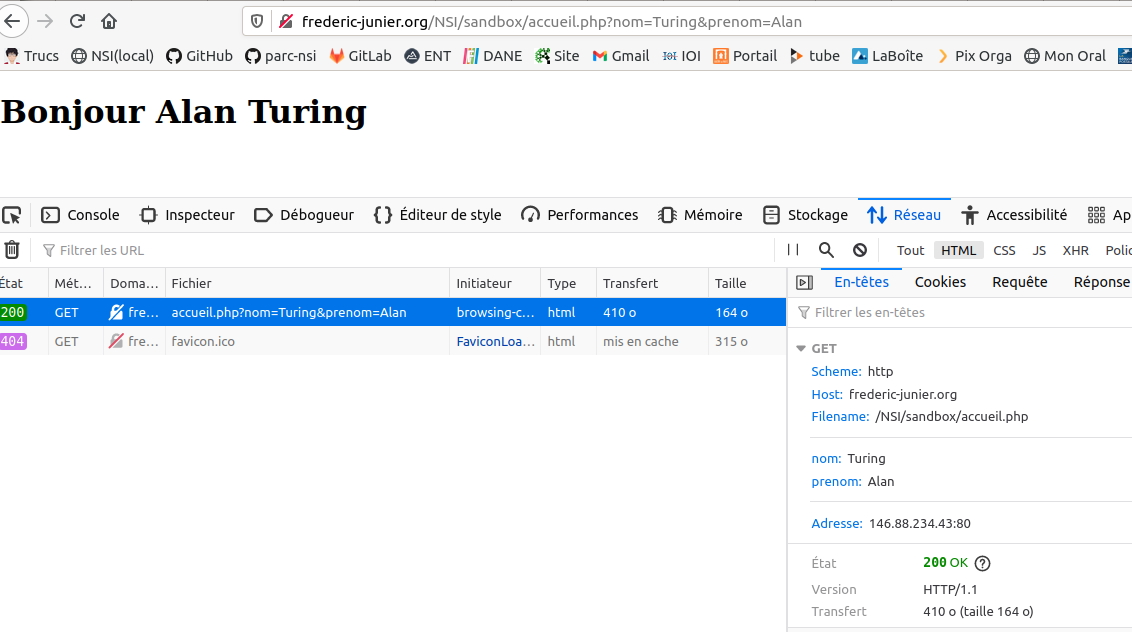 frederic-junier.org/NSI/sandbox/accueil.php?nom=Turing&prenom=Alan
Trucs NSI(local) GitHub parc-nsi GitLab ENT DANE Site Gmail IOI Portail tube LaBoîte Pix Orga Mon Oral
Bonjour Alan Turing
Console Inspecteur Débogueur Éditeur de style Performances Mémoire Stockage Réseau Accessibilité Ap
Filtrer les URL Tout HTML CSS JS XHR Polic
État Mét… Doma… Fichier Initiateur Type Transfert Taille En-têtes Cookies Requête Réponse
200 GET fre… accueil.php?nom=Turing&prenom=Alan browsing-c… html 410 o 164 o
Filtrer les en-têtes
404 GET fre… favicon.ico FaviconLoa… html mis en cache 315 o
GET
Scheme: http
Host: frederic-junier.org
Filename: /NSI/sandbox/accueil.php
nom: Turing
prenom: Alan
Adresse: 146.88.234.43:80
État 200 OK
Version HTTP/1.1
Transfert 410 o (taille 164 o)